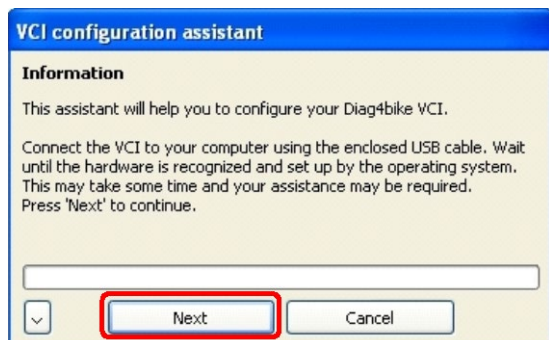 VCI configuration assistant
Information
This assistant will help you to configure your Diag4bike VCI.
Connect the VCI to your computer using the enclosed USB cable. Wait
until the hardware is recognized and set up by the operating system.
This may take some time and your assistance may be required.
Press 'Next' to continue.
Next
Cancel